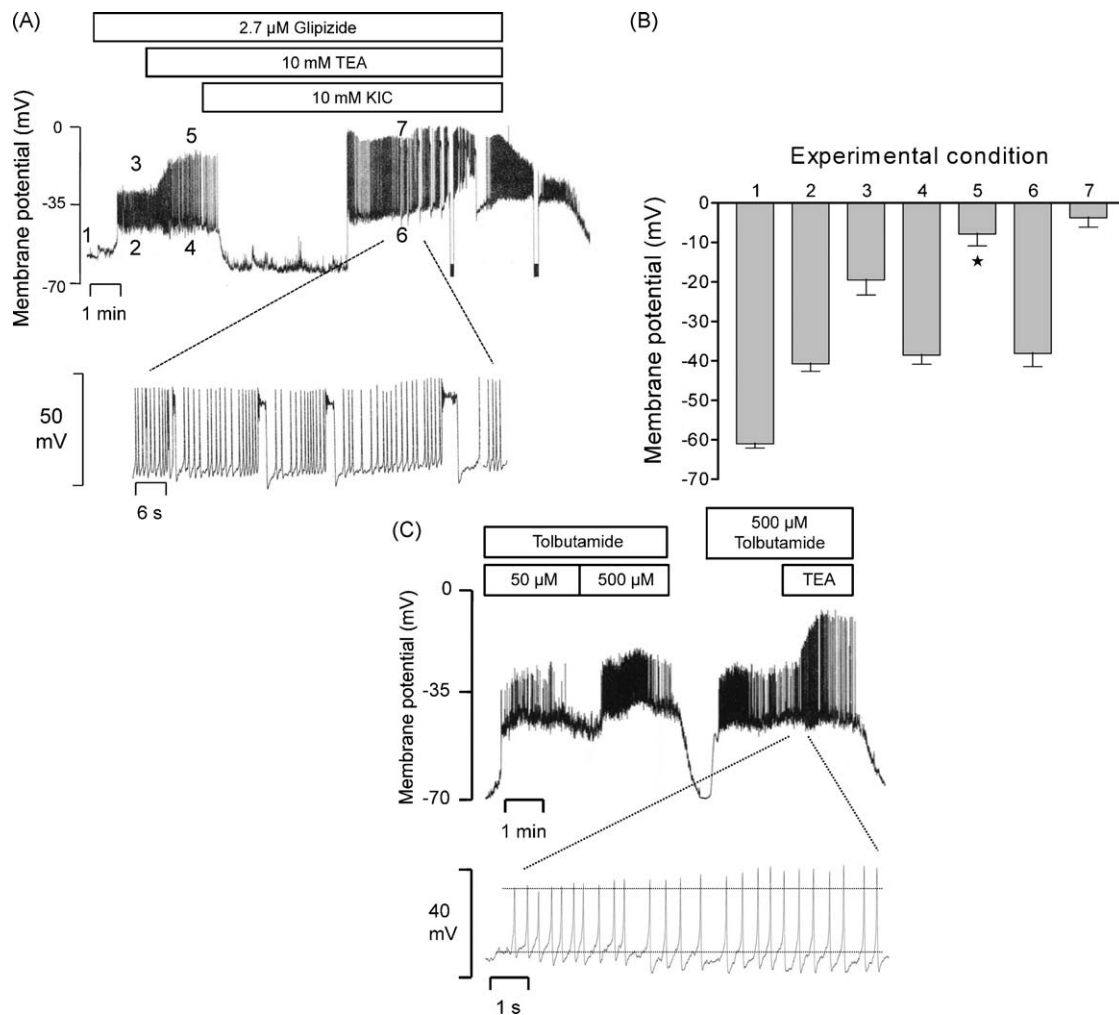 (A)
2.7 µM Glipizide
10 mM TEA
10 mM KIC
Membrane potential (mV)
0
-35
-70
1
2
3
4
5
6
7
1 min
50
mV
6 s
(B)
Experimental condition
1 2 3 4 5 6 7
Membrane potential (mV)
0
-10
-20
-30
-40
-50
-60
-70
★
(C)
Tolbutamide
50 µM 500 µM
500 µM
Tolbutamide
TEA
Membrane potential (mV)
0
-35
-70
1 min
40
mV
1 s